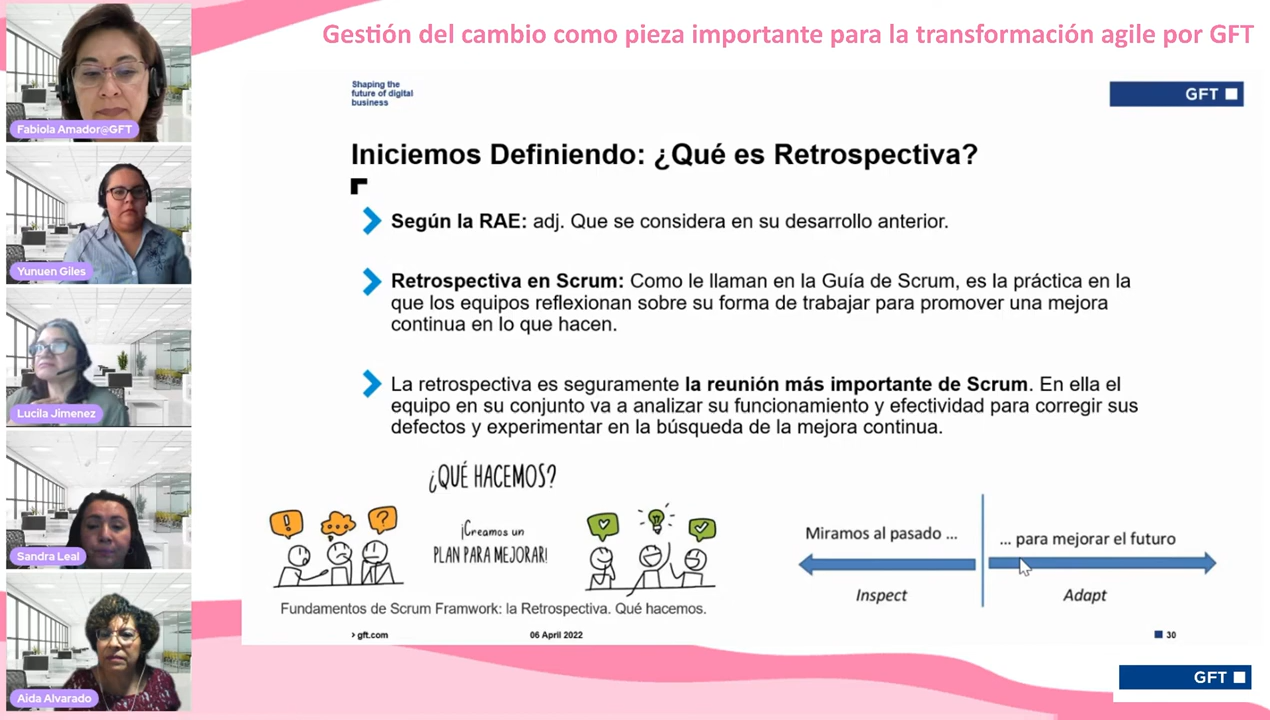 Gestión del cambio como pieza importante para la transformación agile por GFT
Fabiola Amador@GFT
Yunuen Giles
Lucila Jimenez
Sandra Leal
Aida Alvarado
Shaping the
future of digital
business
GFT
Iniciemos Definiendo: ¿Qué es Retrospectiva?
Según la RAE: adj. Que se considera en su desarrollo anterior.
Retrospectiva en Scrum: Como le llaman en la Guía de Scrum, es la práctica en la
que los equipos reflexionan sobre su forma de trabajar para promover una mejora
continua en lo que hacen.
La retrospectiva es seguramente la reunión más importante de Scrum. En ella el
equipo en su conjunto va a analizar su funcionamiento y efectividad para corregir sus
defectos y experimentar en la búsqueda de la mejora continua.
¿QUÉ HACEMOS?
¡Creamos un
PLAN PARA MEJORAR!
! ?
Miramos al pasado ...
... para mejorar el futuro
Inspect
Adapt
Fundamentos de Scrum Framwork: la Retrospectiva. Qué hacemos.
> gft.com
06 April 2022
30
GFT